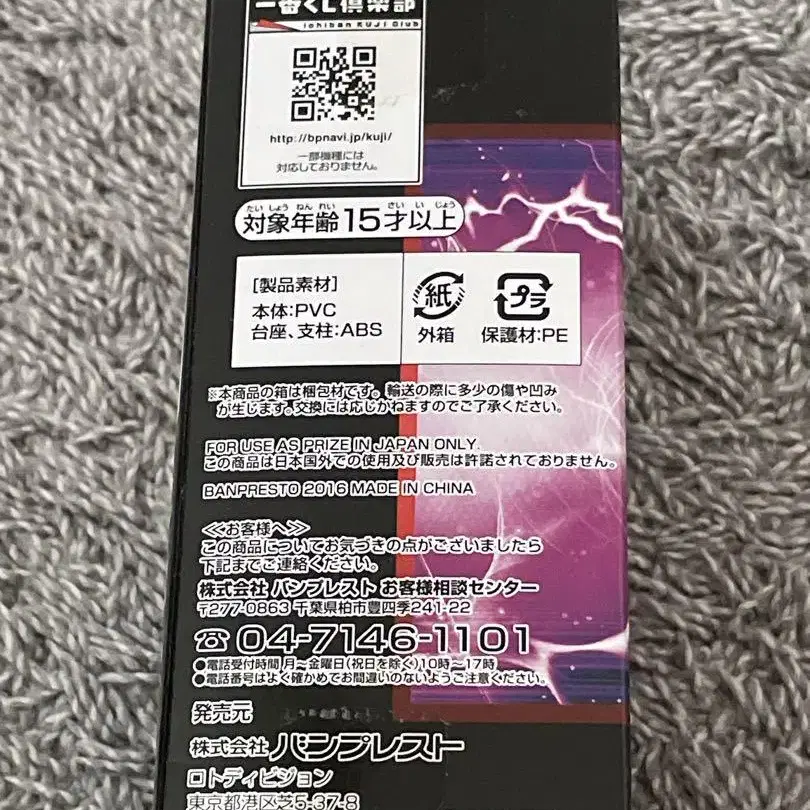 一番くじ倶楽部
Ichiban KUJI Club
http://bpnavi.jp/kuji/
一部機種には
対応しておりません。
たいしょうねんれい さいいじょう
対象年齢15才以上
[製品素材]
本体:PVC
台座、支柱:ABS
紙
外箱
プラ
保護材:PE
※本商品の箱は梱包材です。輸送の際に多少の傷や凹み
が生じます。交換には応じかねますのでご了承ください。
FOR USE AS PRIZE IN JAPAN ONLY.
この商品は日本国外での使用及び販売は許諾されておりません。
BANPRESTO 2016 MADE IN CHINA
≪お客様へ≫
この商品についてお気づきの点がございましたら
下記までご連絡ください。
株式会社 バンプレスト お客様相談センター
〒277-0863 千葉県柏市豊四季241-22
☎04-7146-1101
●電話受付時間 月～金曜日(祝日を除く)10時～17時
●電話番号はよく確かめてお間違いのないようご注意ください。
発売元
株式会社バンプレスト
ロトディビジョン
東京都港区芝5-37-8